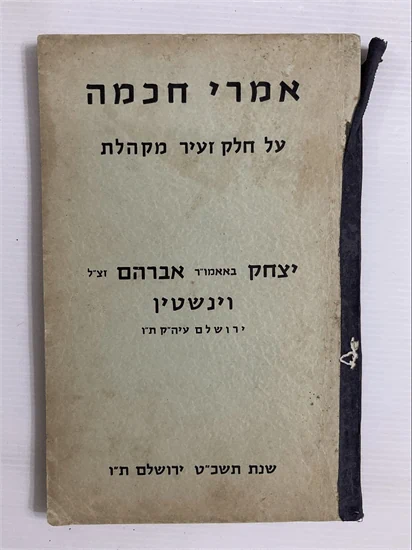 אמרי חכמה
על חלק זעיר מקהלת
יצחק באאמו״ר אברהם זצ״ל
וינשטין
ירושלם עיה״ק ת״ו
שנת תשכ״ט ירושלם ת״ו